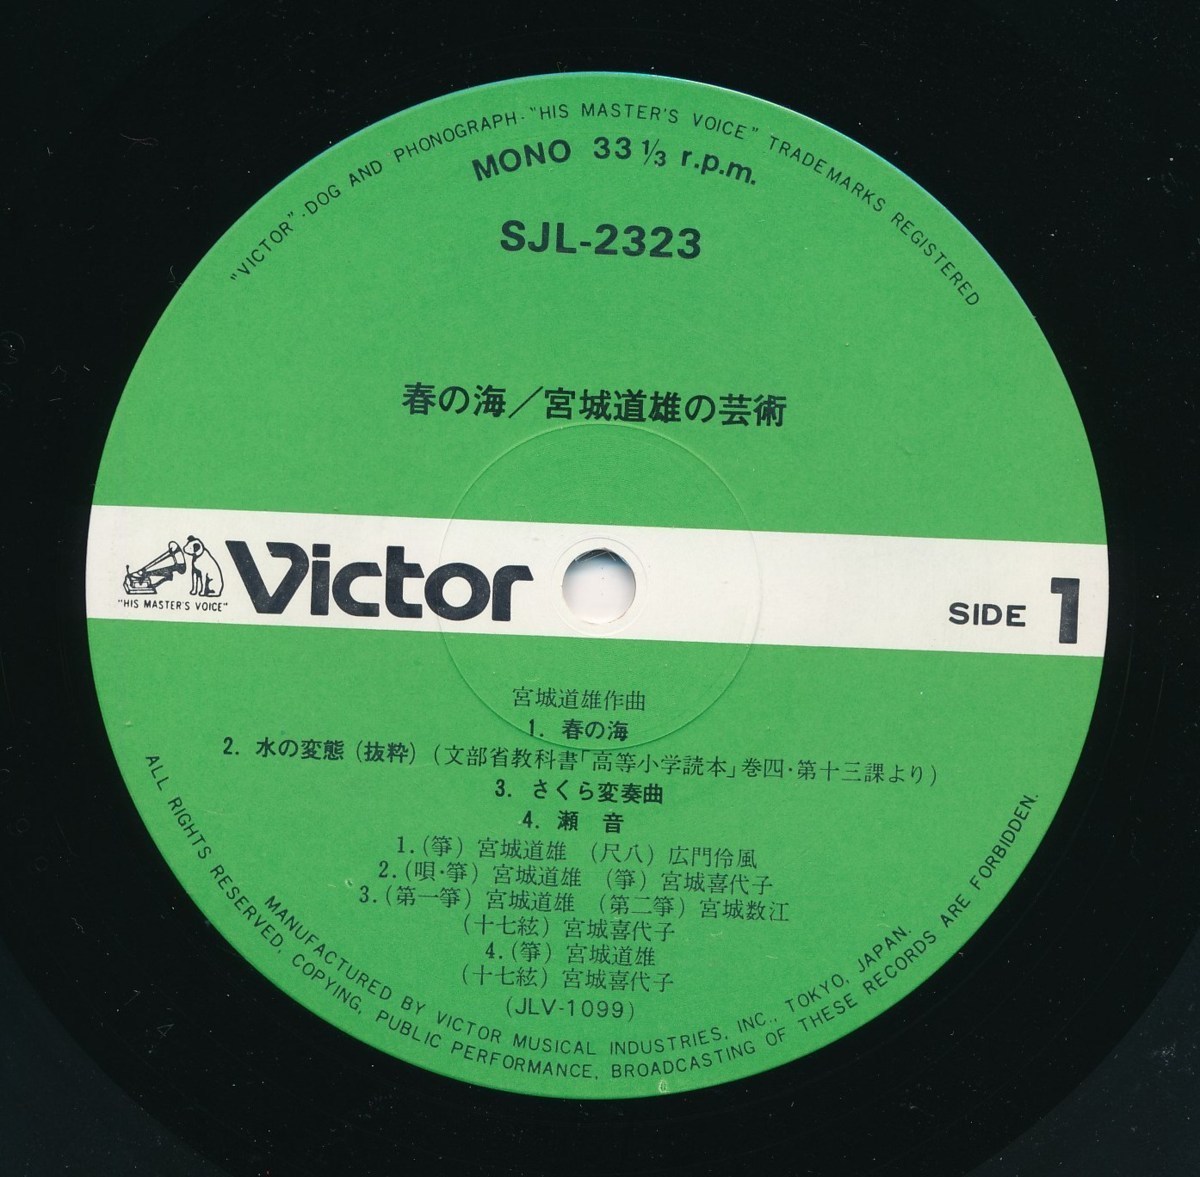 "VICTOR"-DOG AND PHONOGRAPH-"HIS MASTER'S VOICE" TRADEMARKS REGISTERED
MONO 33 1/3 r.p.m.
SJL-2323
春の海／宮城道雄の芸術
"HIS MASTER'S VOICE"
Victor
SIDE 1
宮城道雄作曲
1. 春の海
2. 水の変態 (抜粋) (文部省教科書「高等小学読本」巻四・第十三課より)
3. さくら変奏曲
4. 瀬 音
1. (箏) 宮城道雄 (尺八) 広門伶風
2. (唄・箏) 宮城道雄 (箏) 宮城喜代子
3. (第一箏) 宮城道雄 (第二箏) 宮城数江
(十七絃) 宮城喜代子
4. (箏) 宮城道雄
(十七絃) 宮城喜代子
(JLV-1099)
MANUFACTURED BY VICTOR MUSICAL INDUSTRIES, INC., TOKYO, JAPAN.
ALL RIGHTS RESERVED, COPYING, PUBLIC PERFORMANCE, BROADCASTING OF THESE RECORDS ARE FORBIDDEN.